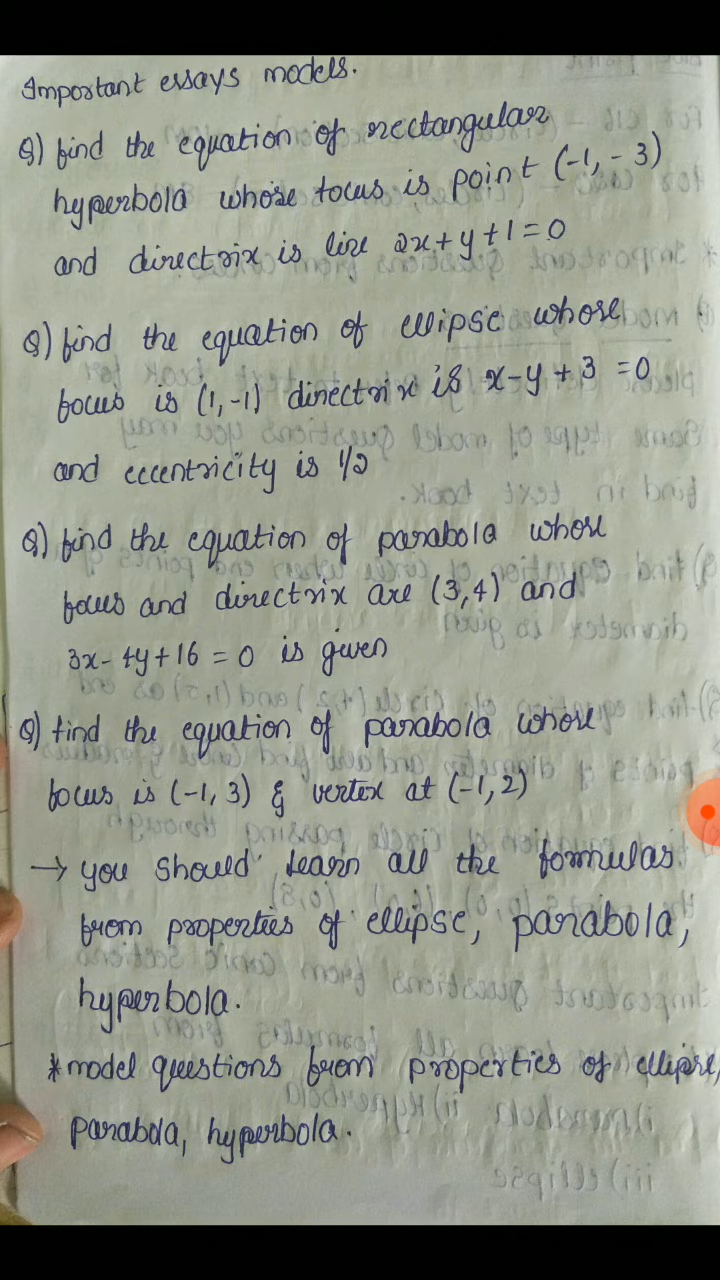 Important essays models.
Q) find the equation of rectangular
hyperbola whose focus is point (-1, -3)
and directrix is line 2x+y+1=0
Q) find the equation of ellipse whose
focus is (1,-1) directrix is x-y+3=0
and eccentricity is 1/2
Q) find the equation of parabola whose
focus and directrix are (3,4) and
3x-4y+16=0 is given
Q) find the equation of parabola whose
focus is (-1, 3) & vertex at (-1,2)
→ you should learn all the formulas
from properties of ellipse, parabola,
hyperbola.
*model questions from properties of ellipse,
parabola, hyperbola.